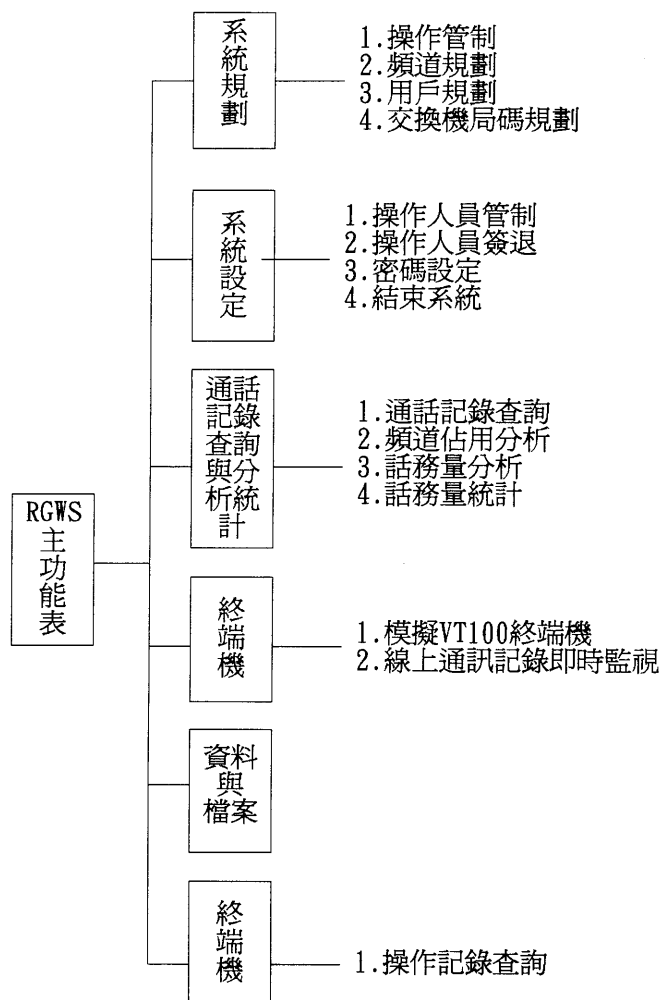 RGWS
主功能表
系統規劃
1.操作管制
2.頻道規劃
3.用戶規劃
4.交換機局碼規劃
系統設定
1.操作人員管制
2.操作人員簽退
3.密碼設定
4.結束系統
通話
記錄
查詢
與分
析統
計
1.通話記錄查詢
2.頻道佔用分析
3.話務量分析
4.話務量統計
終端機
1.模擬VT100終端機
2.線上通訊記錄即時監視
資料
與
檔案
終端機
1.操作記錄查詢